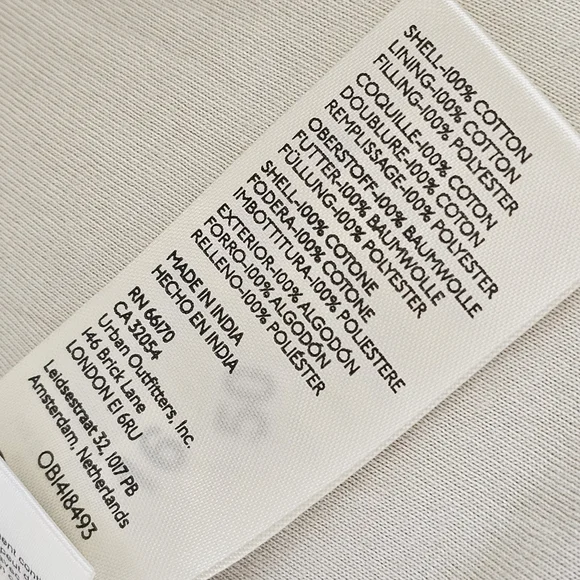 SHELL-100% COTTON
LINING-100% COTTON
FILLING-100% POLYESTER
COQUILLE-100% COTON
DOUBLURE-100% COTON
REMPLISSAGE-100% POLYESTER
OBERSTOFF-100% BAUMWOLLE
FUTTER-100% BAUMWOLLE
FÜLLUNG-100% POLYESTER
SHELL-100% COTONE
FODERA-100% COTONE
IMBOTTITURA-100% POLIESTERE
EXTERIOR-100% ALGODÓN
FORRO-100% ALGODÓN
RELLENO-100% POLIÉSTER
MADE IN INDIA
HECHO EN INDIA
RN 66170
CA 32054
Urban Outfitters, Inc.
146 Brick Lane
LONDON E1 6RU
Leidsestraat 32, 1017 PB
Amsterdam, Netherlands
OB1418493